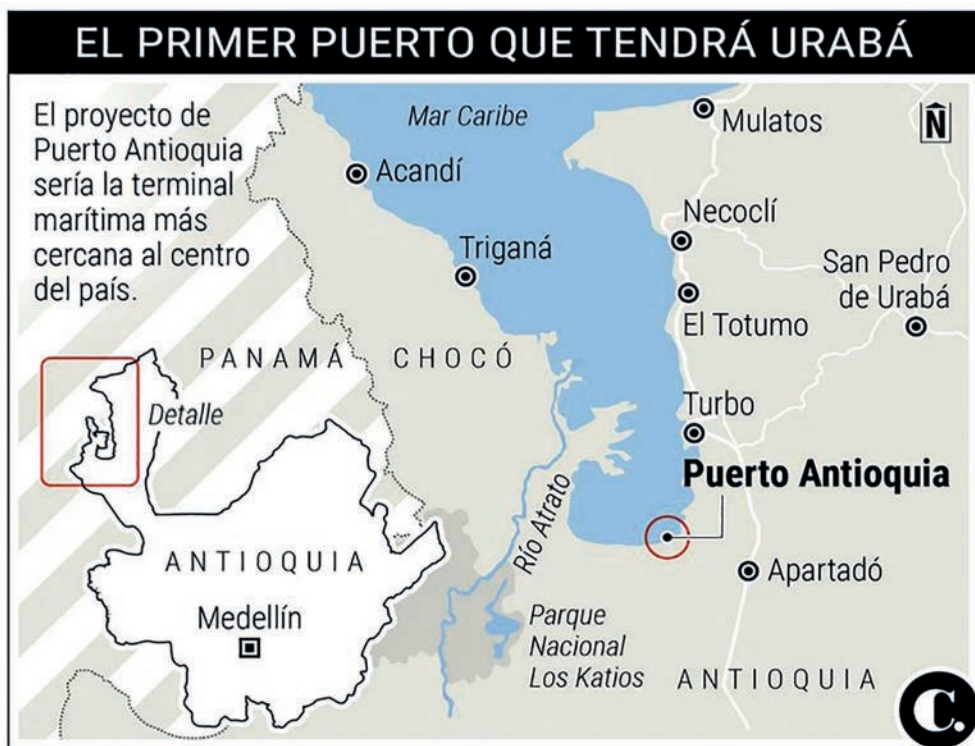 EL PRIMER PUERTO QUE TENDRÁ URABÁ
El proyecto de
Puerto Antioquia
sería la terminal
marítima más
cercana al centro
del país.
Mar Caribe
Mulatos
N
Acandí
Necoclí
Triganá
San Pedro
de Urabá
El Totumo
PANAMÁ
CHOCÓ
Detalle
Turbo
Puerto Antioquia
Río Atrato
ANTIOQUIA
Apartadó
Medellín
Parque
Nacional
Los Katios
ANTIOQUIA
C.